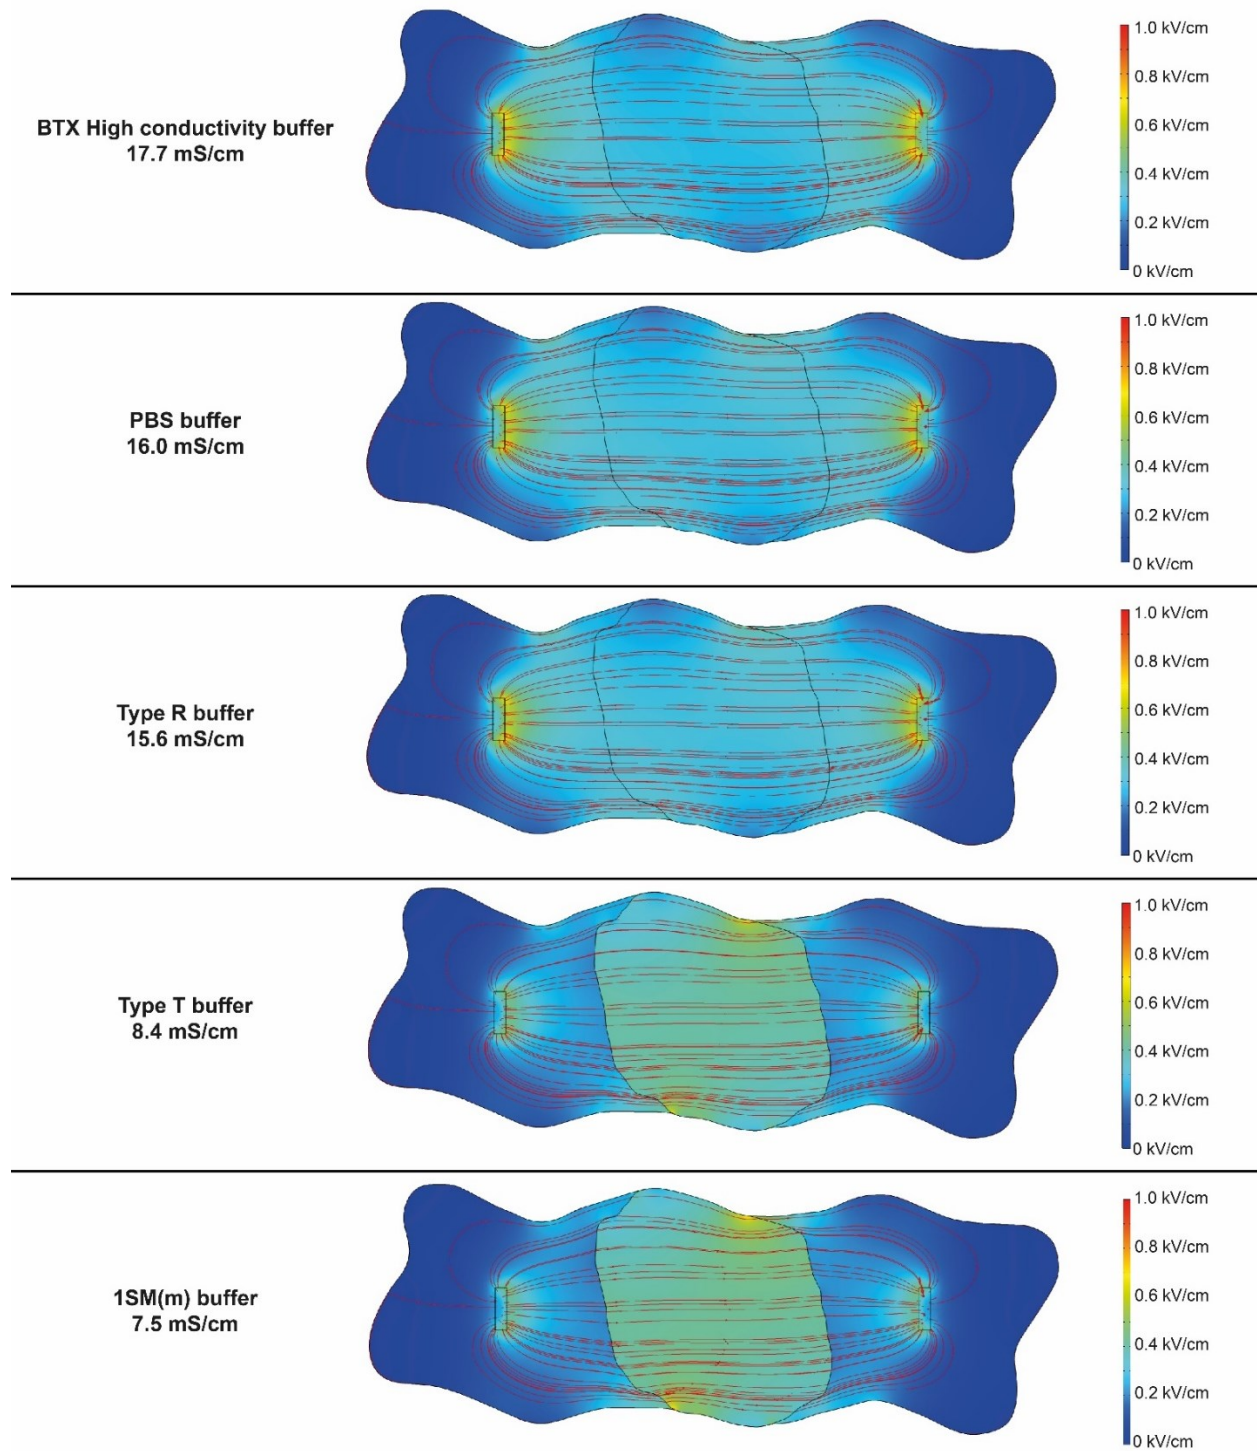 BTX High conductivity buffer
17.7 mS/cm
1.0 kV/cm
0.8 kV/cm
0.6 kV/cm
0.4 kV/cm
0.2 kV/cm
0 kV/cm
PBS buffer
16.0 mS/cm
1.0 kV/cm
0.8 kV/cm
0.6 kV/cm
0.4 kV/cm
0.2 kV/cm
0 kV/cm
Type R buffer
15.6 mS/cm
1.0 kV/cm
0.8 kV/cm
0.6 kV/cm
0.4 kV/cm
0.2 kV/cm
0 kV/cm
Type T buffer
8.4 mS/cm
1.0 kV/cm
0.8 kV/cm
0.6 kV/cm
0.4 kV/cm
0.2 kV/cm
0 kV/cm
1SM(m) buffer
7.5 mS/cm
1.0 kV/cm
0.8 kV/cm
0.6 kV/cm
0.4 kV/cm
0.2 kV/cm
0 kV/cm